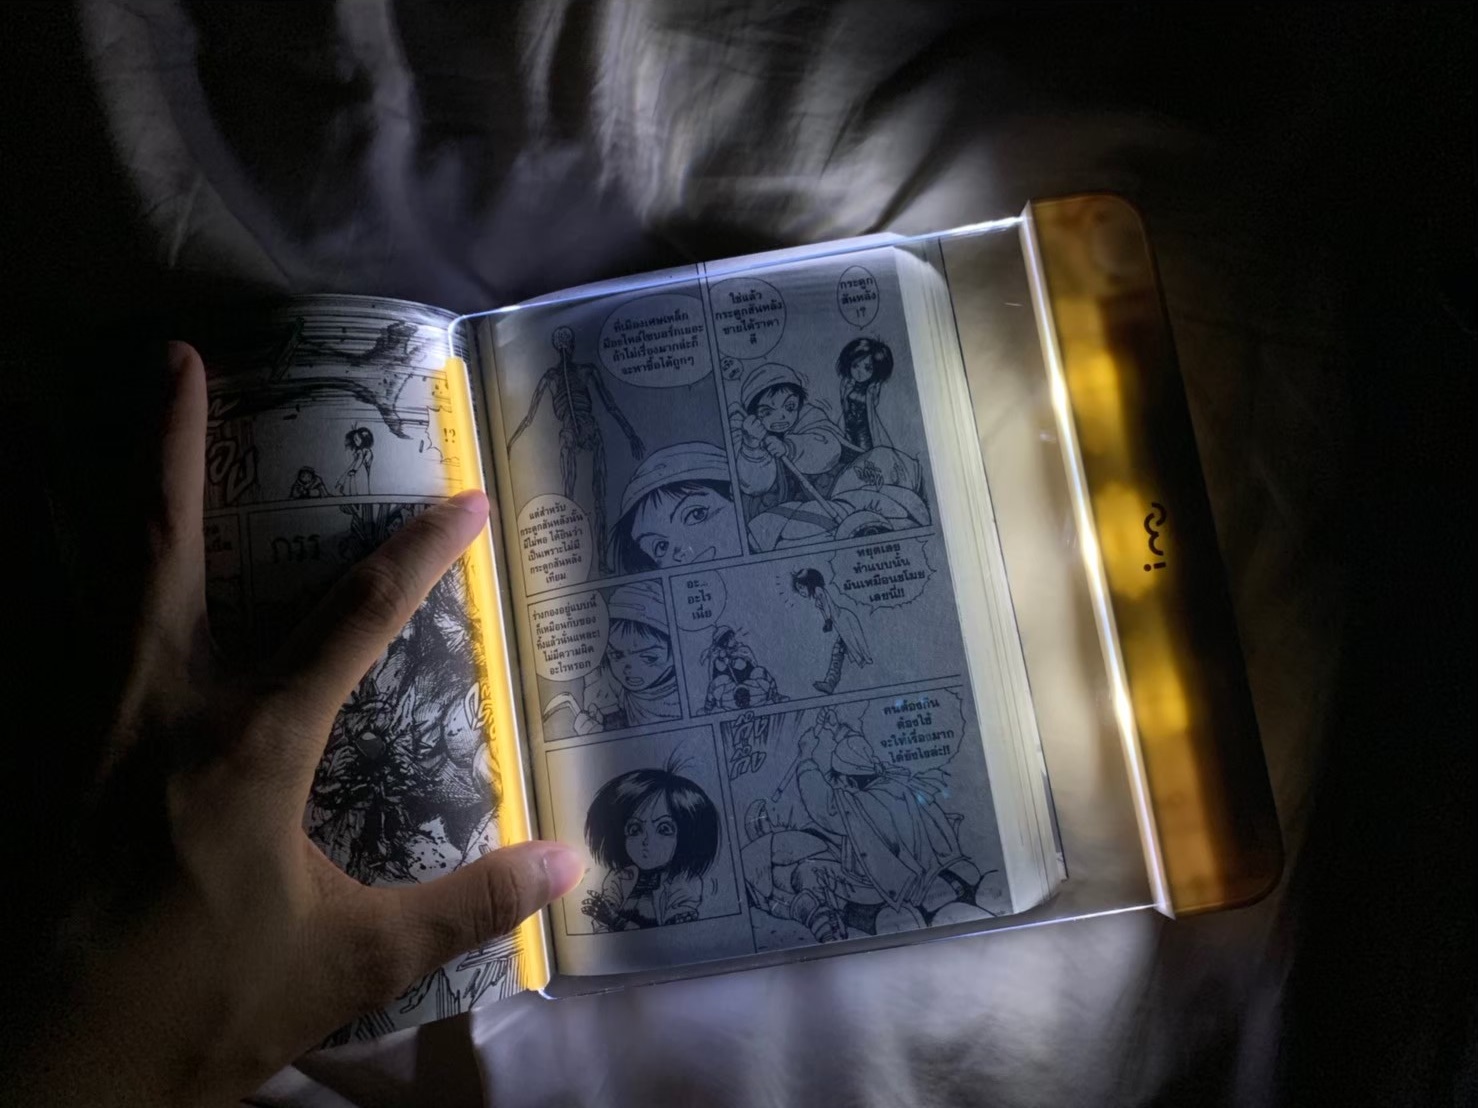 ที่เมืองเศษเหล็ก
มีอะไหล่ไซบอร์กเยอะ
ถ้าไม่เรื่องมากล่ะก็
จะหาซื้อได้ถูกๆ
ใช่แล้ว
กระดูกสันหลัง
ขายได้ราคา
ดี
กระดูก
สันหลัง
!?
แต่สำหรับ
กระดูกสันหลังนั้น
มีไม่พอ ได้ยินว่า
เป็นเพราะไม่มี
กระดูกสันหลัง
เทียม
หยุดเลย
ทำแบบนั้น
มันเหมือนขโมย
เลยนี่!!
อะ
อะไร
เนี่ย
ร่างกองอยู่แบบนี้
ก็เหมือนกับของ
ทิ้งแล้วนั่นแหละ!
ไม่มีความผิด
อะไรหรอก
คนต้องกิน
ต้องใช้
จะให้เรื่องมาก
ได้ยังไงล่ะ!!
!?
กรร